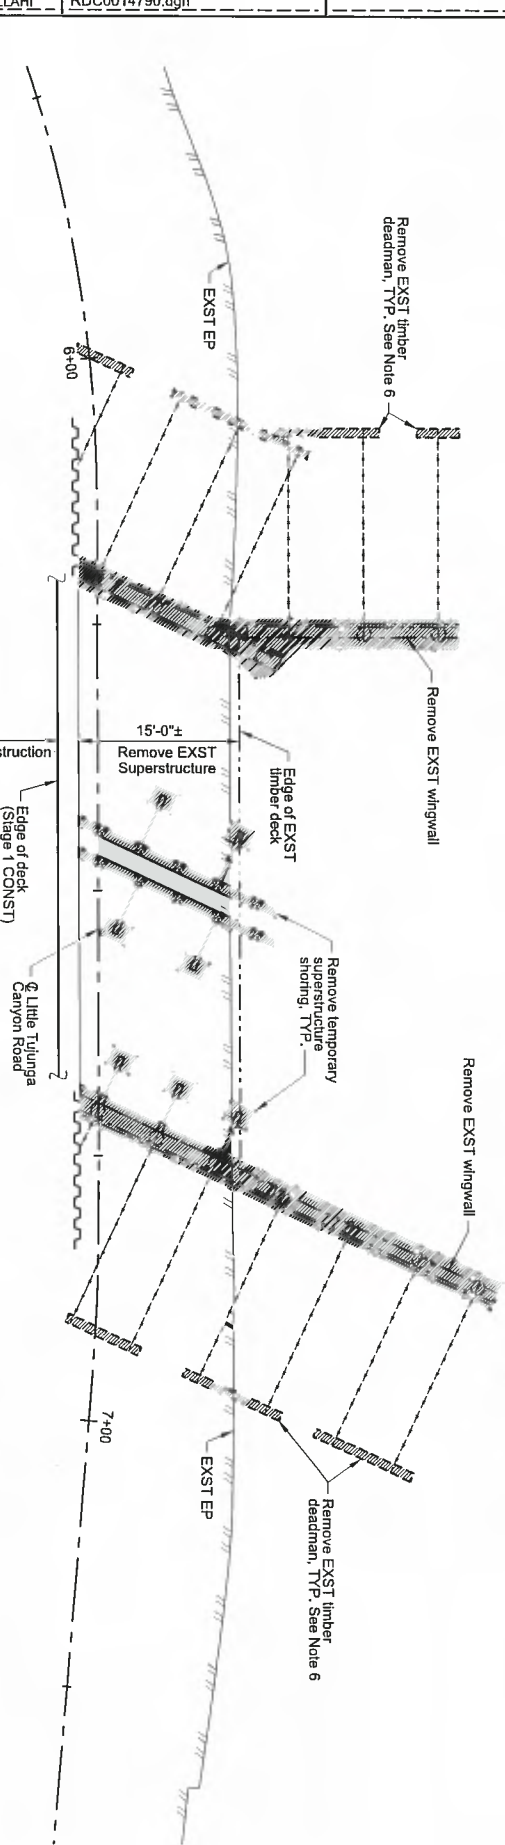 RDC0014790.dgn
Remove EXST timber
deadman, TYP. See Note 6
EXST EP
6+00
Remove EXST wingwall
15'-0"±
Remove EXST
Superstructure
Edge of EXST
timber deck
struction
Edge of deck
(Stage 1 CONST)
Remove temporary
superstructure
shoring, TYP.
℄ Little Tujunga
Canyon Road
Remove EXST wingwall
7+00
EXST EP
Remove EXST timber
deadman, TYP. See Note 6